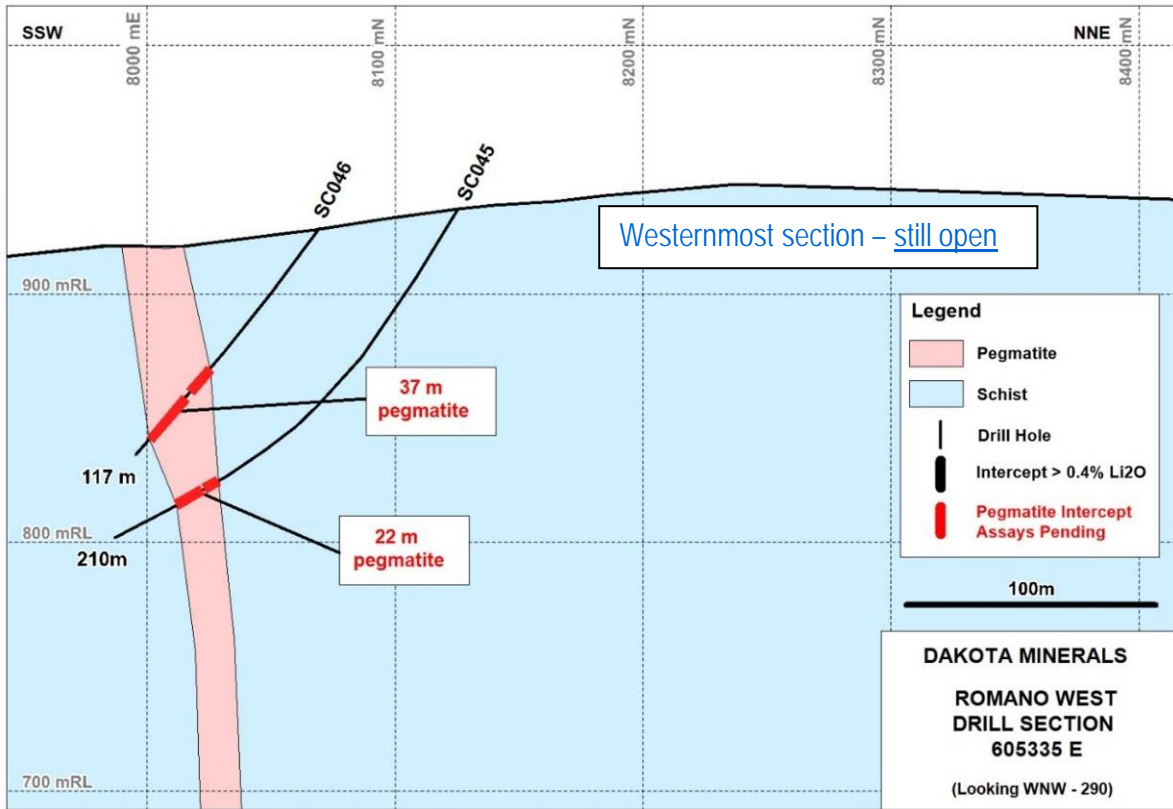 SSW
8000 mE
8100 mN
8200 mN
8300 mN
8400 mN
NNE
SC046
SC045
Westernmost section – still open
900 mRL
Legend
Pegmatite
Schist
Drill Hole
Intercept > 0.4% Li2O
Pegmatite Intercept
Assays Pending
37 m
pegmatite
117 m
22 m
pegmatite
210m
800 mRL
100m
DAKOTA MINERALS
ROMANO WEST
DRILL SECTION
605335 E
(Looking WNW - 290)
700 mRL